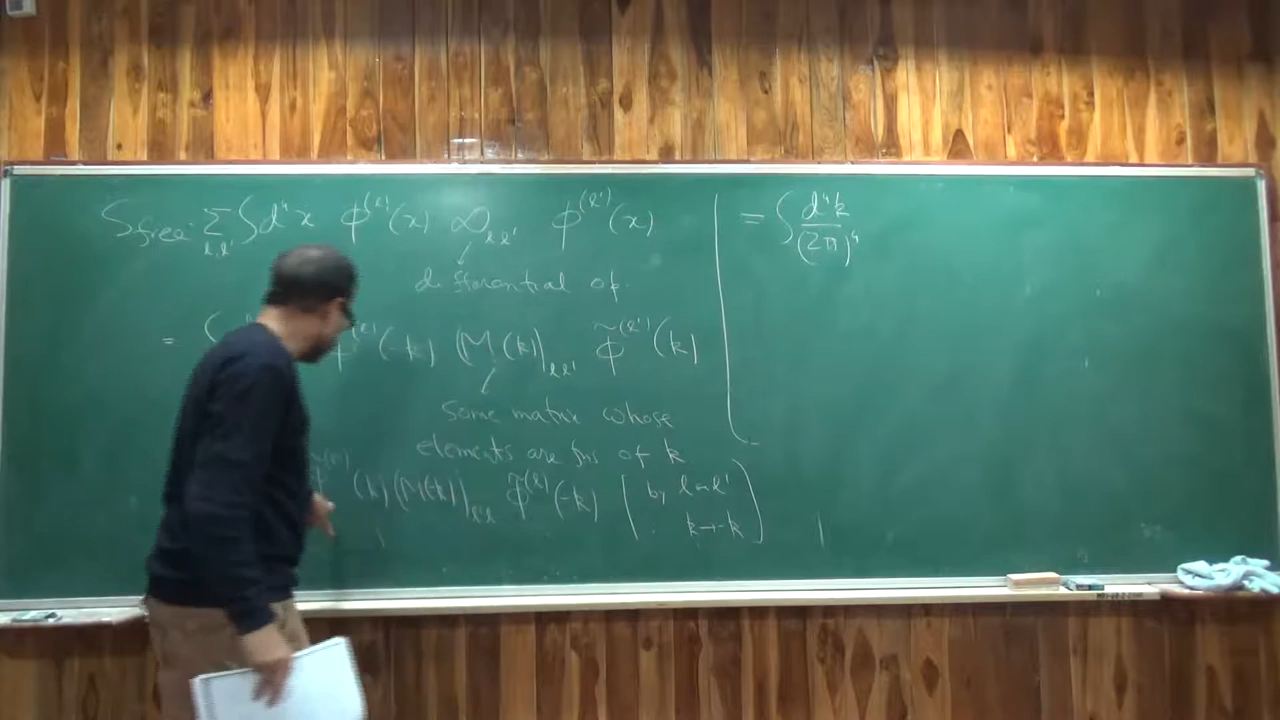 S_free = Σ_{l,l'} ∫d⁴x ϕ^(l)(x) 𝒟_{ll'} ϕ^(l')(x)
differential op.
= ϕ̃^(l)(-k) (M(k))_{ll'} ϕ̃^(l')(k)
Some matrix whose
elements are fns of k
(k) (M(-k))_{l'l} ϕ̃^(l)(-k) [by l↔l'
k→-k]
= ∫ d⁴k/(2π)⁴